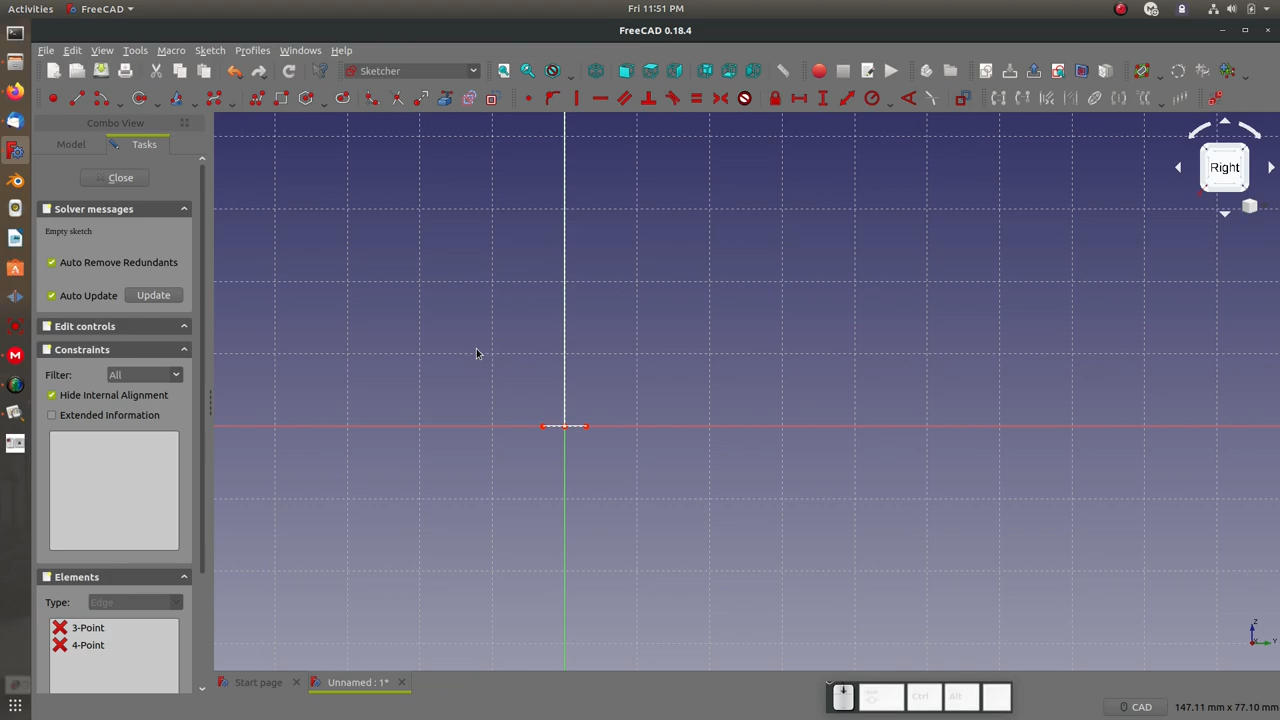 Activities
FreeCAD
Fri 11:51 PM
FreeCAD 0.18.4
File Edit View Tools Macro Sketch Profiles Windows Help
Sketcher
Combo View
Model
Tasks
Close
Solver messages
Empty sketch
Auto Remove Redundants
Auto Update
Update
Edit controls
Constraints
Filter:
All
Hide Internal Alignment
Extended Information
Elements
Type:
Edge
3-Point
4-Point
Right
Z
Y
Start page
Unnamed : 1*
Ctrl
Alt
CAD
147.11 mm x 77.10 mm